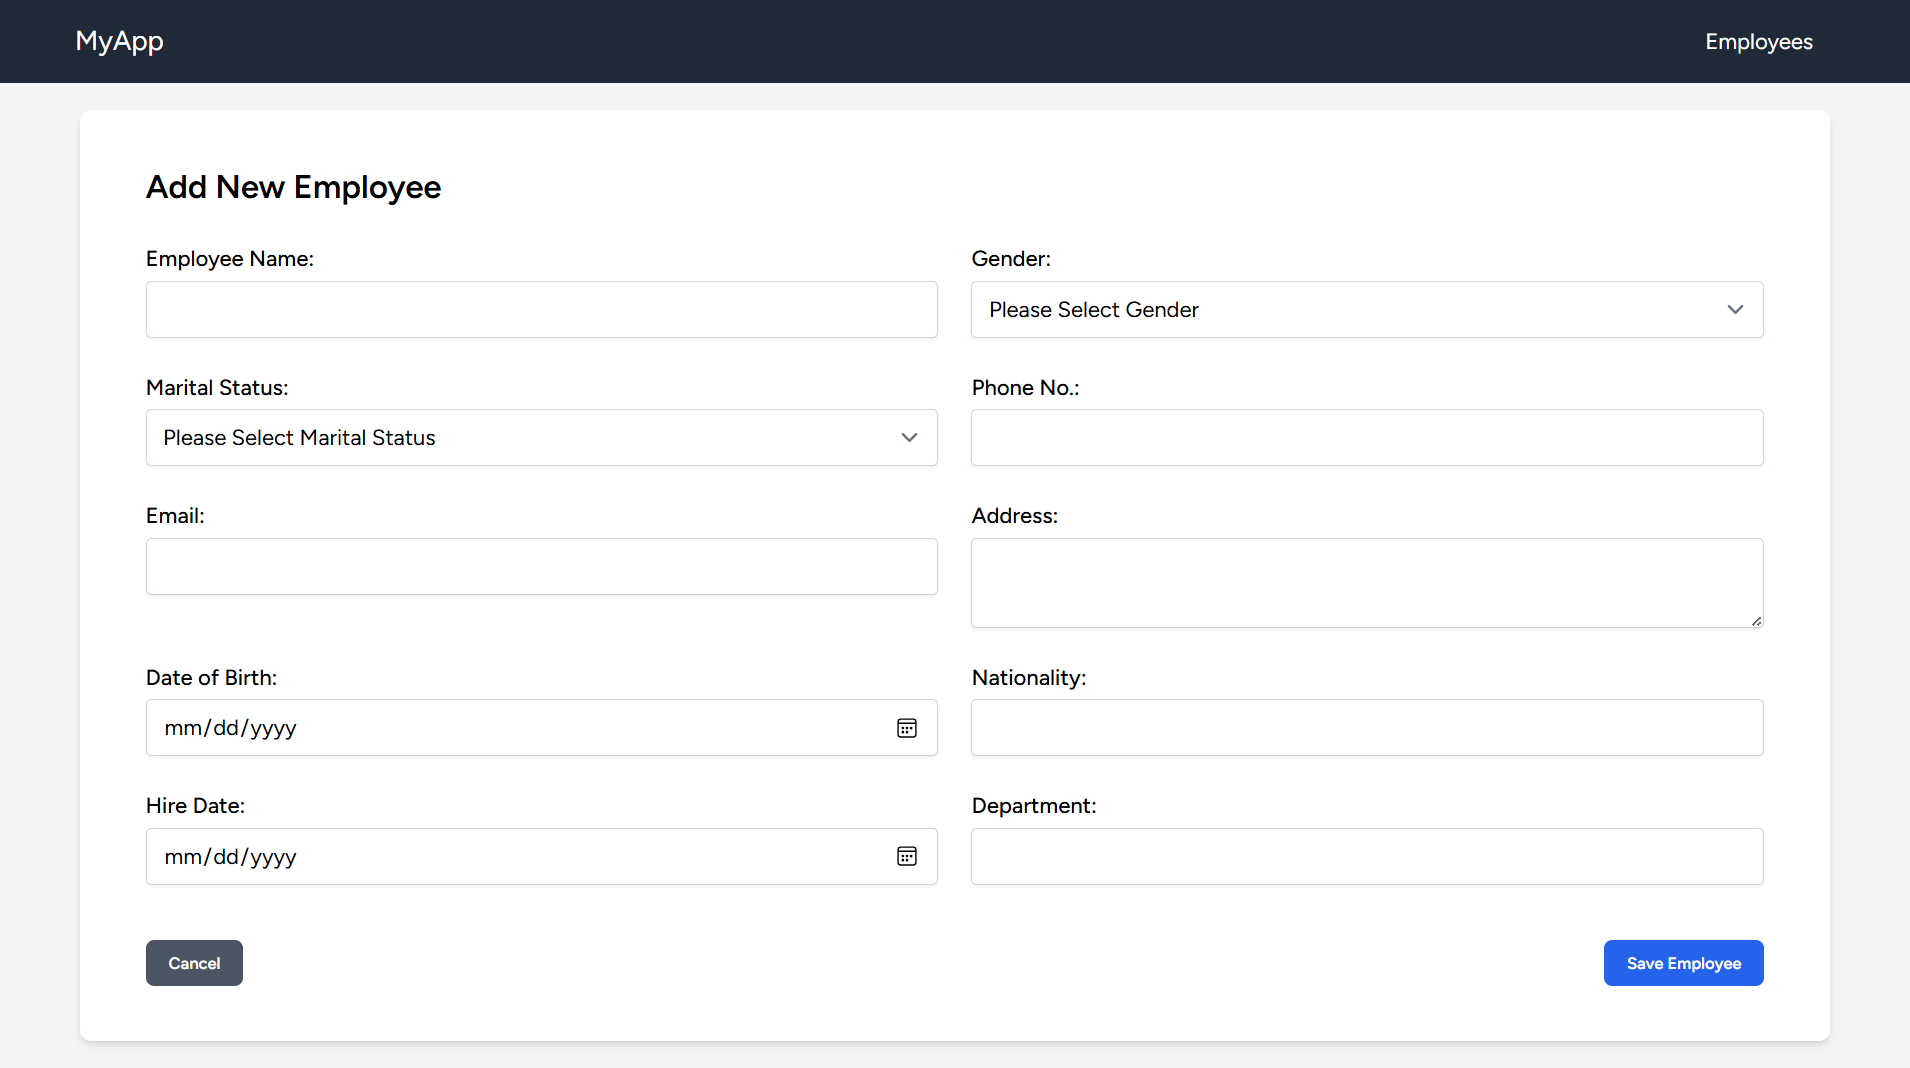 MyApp
Employees
Add New Employee
Employee Name:
Gender:
Please Select Gender
Marital Status:
Phone No.:
Please Select Marital Status
Email:
Address:
Date of Birth:
Nationality:
mm/dd/yyyy
Hire Date:
Department:
mm/dd/yyyy
Cancel
Save Employee